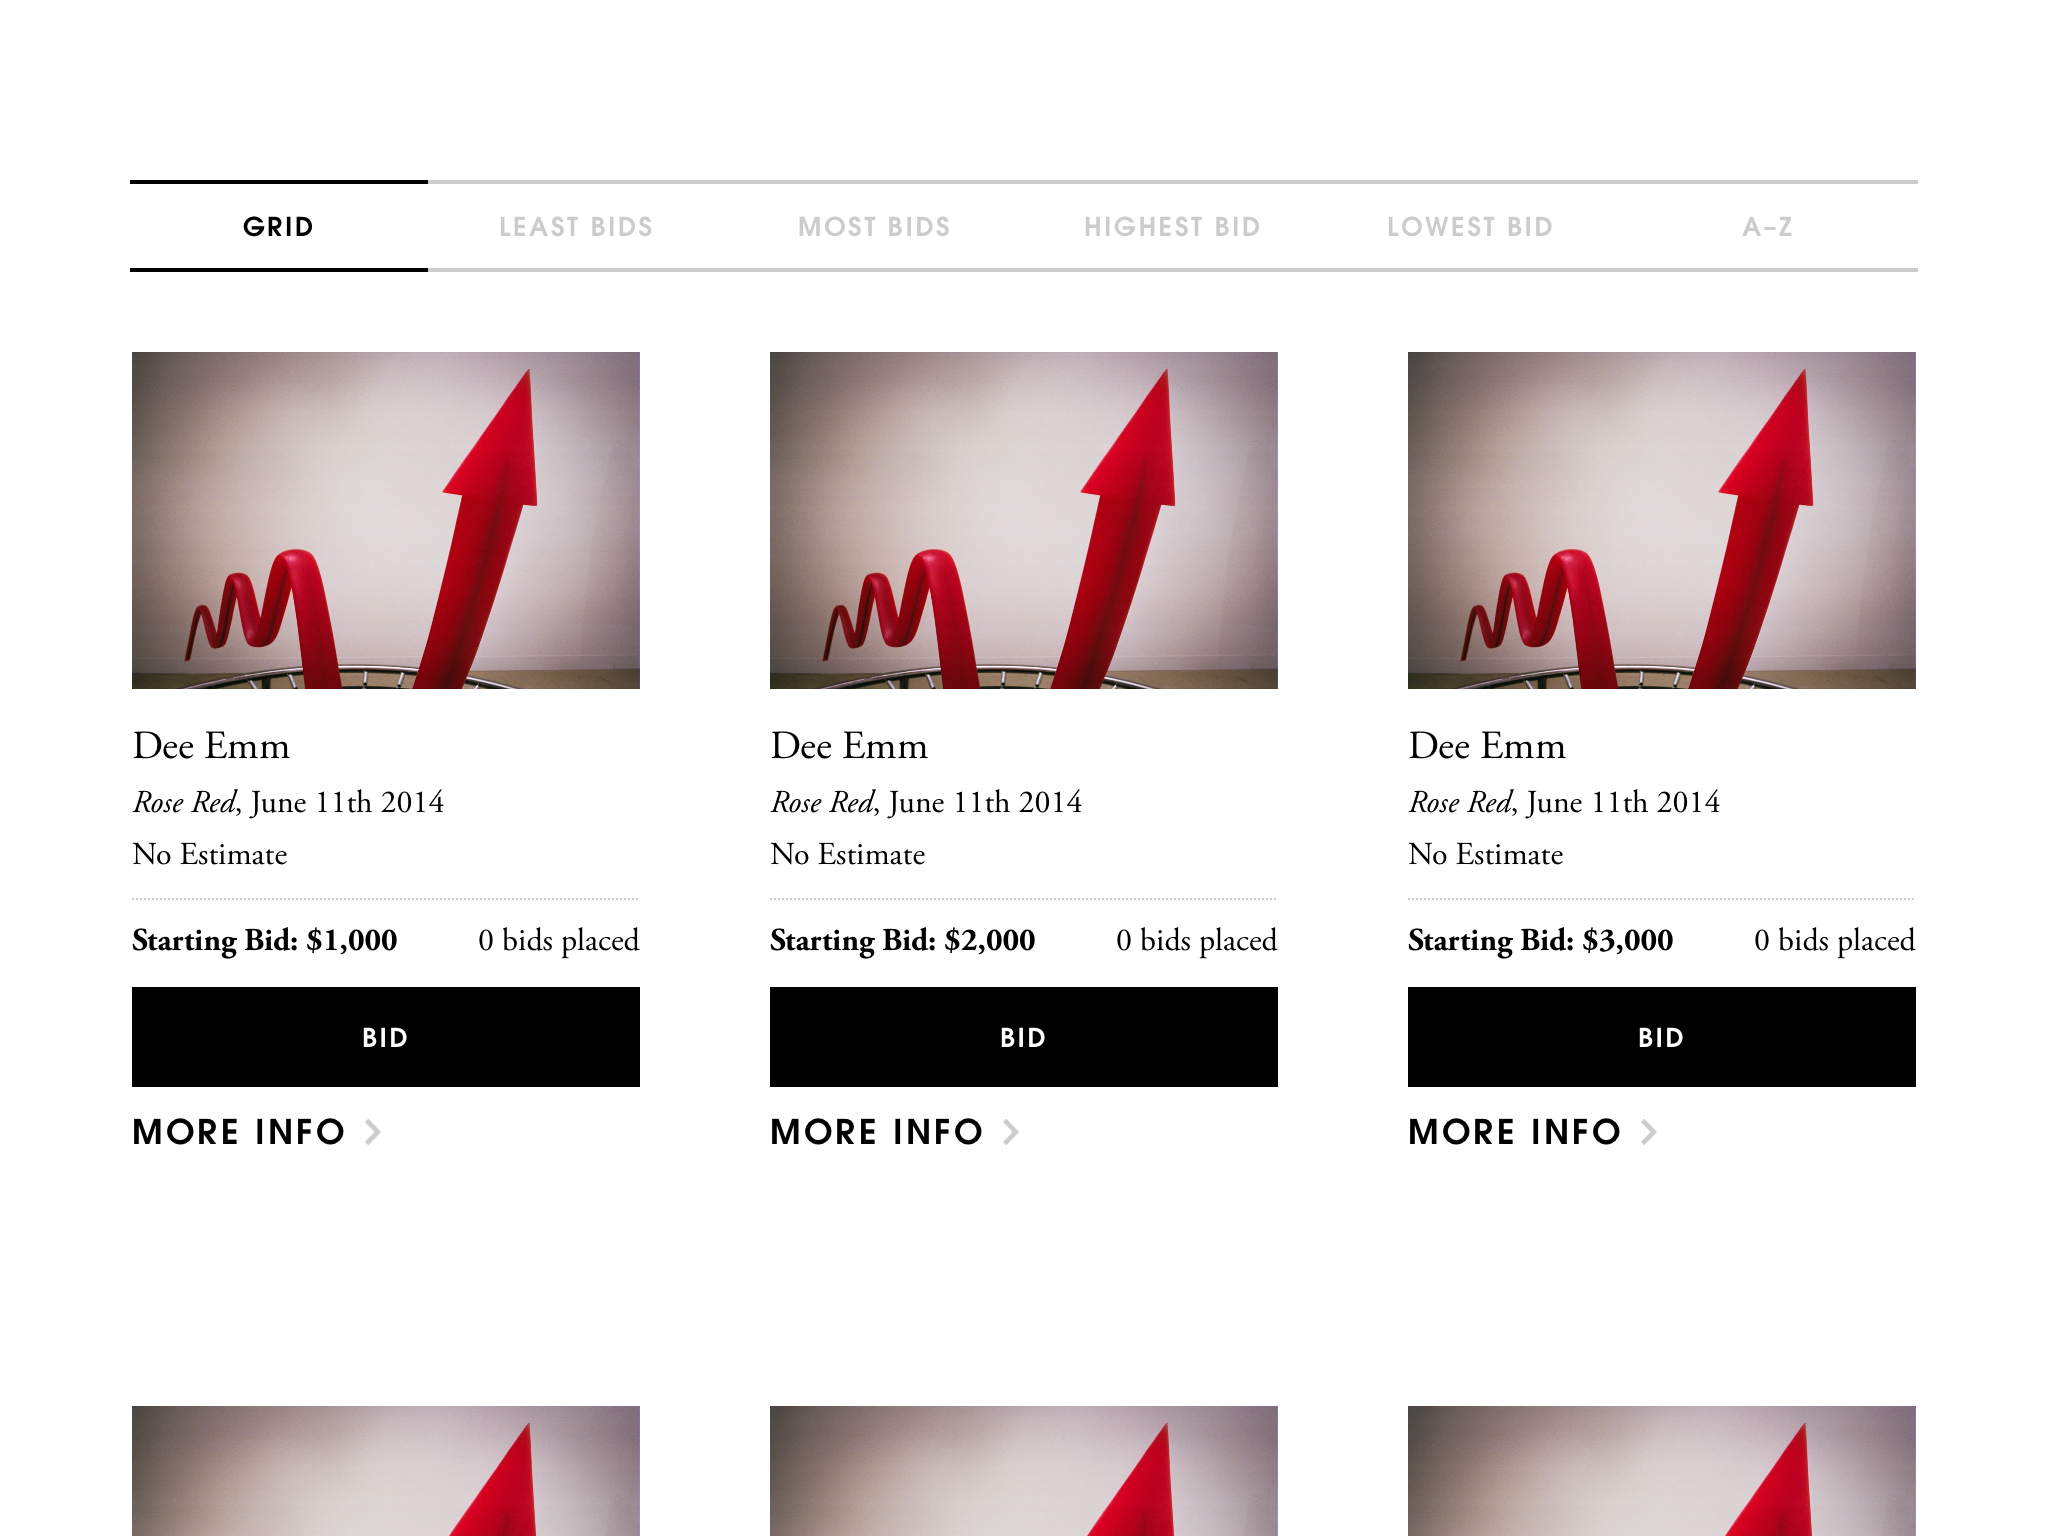 GRID LEAST BIDS MOST BIDS HIGHEST BID LOWEST BID A–Z
Dee Emm
Rose Red, June 11th 2014
No Estimate
Starting Bid: $1,000 0 bids placed
BID
MORE INFO
Dee Emm
Rose Red, June 11th 2014
No Estimate
Starting Bid: $2,000 0 bids placed
BID
MORE INFO
Dee Emm
Rose Red, June 11th 2014
No Estimate
Starting Bid: $3,000 0 bids placed
BID
MORE INFO